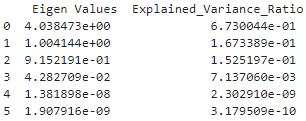 Eigen Values Explained_Variance_Ratio
0 4.038473e+00 6.730044e-01
1 1.004144e+00 1.673389e-01
2 9.152191e-01 1.525197e-01
3 4.282709e-02 7.137060e-03
4 1.381898e-08 2.302910e-09
5 1.907916e-09 3.179509e-10